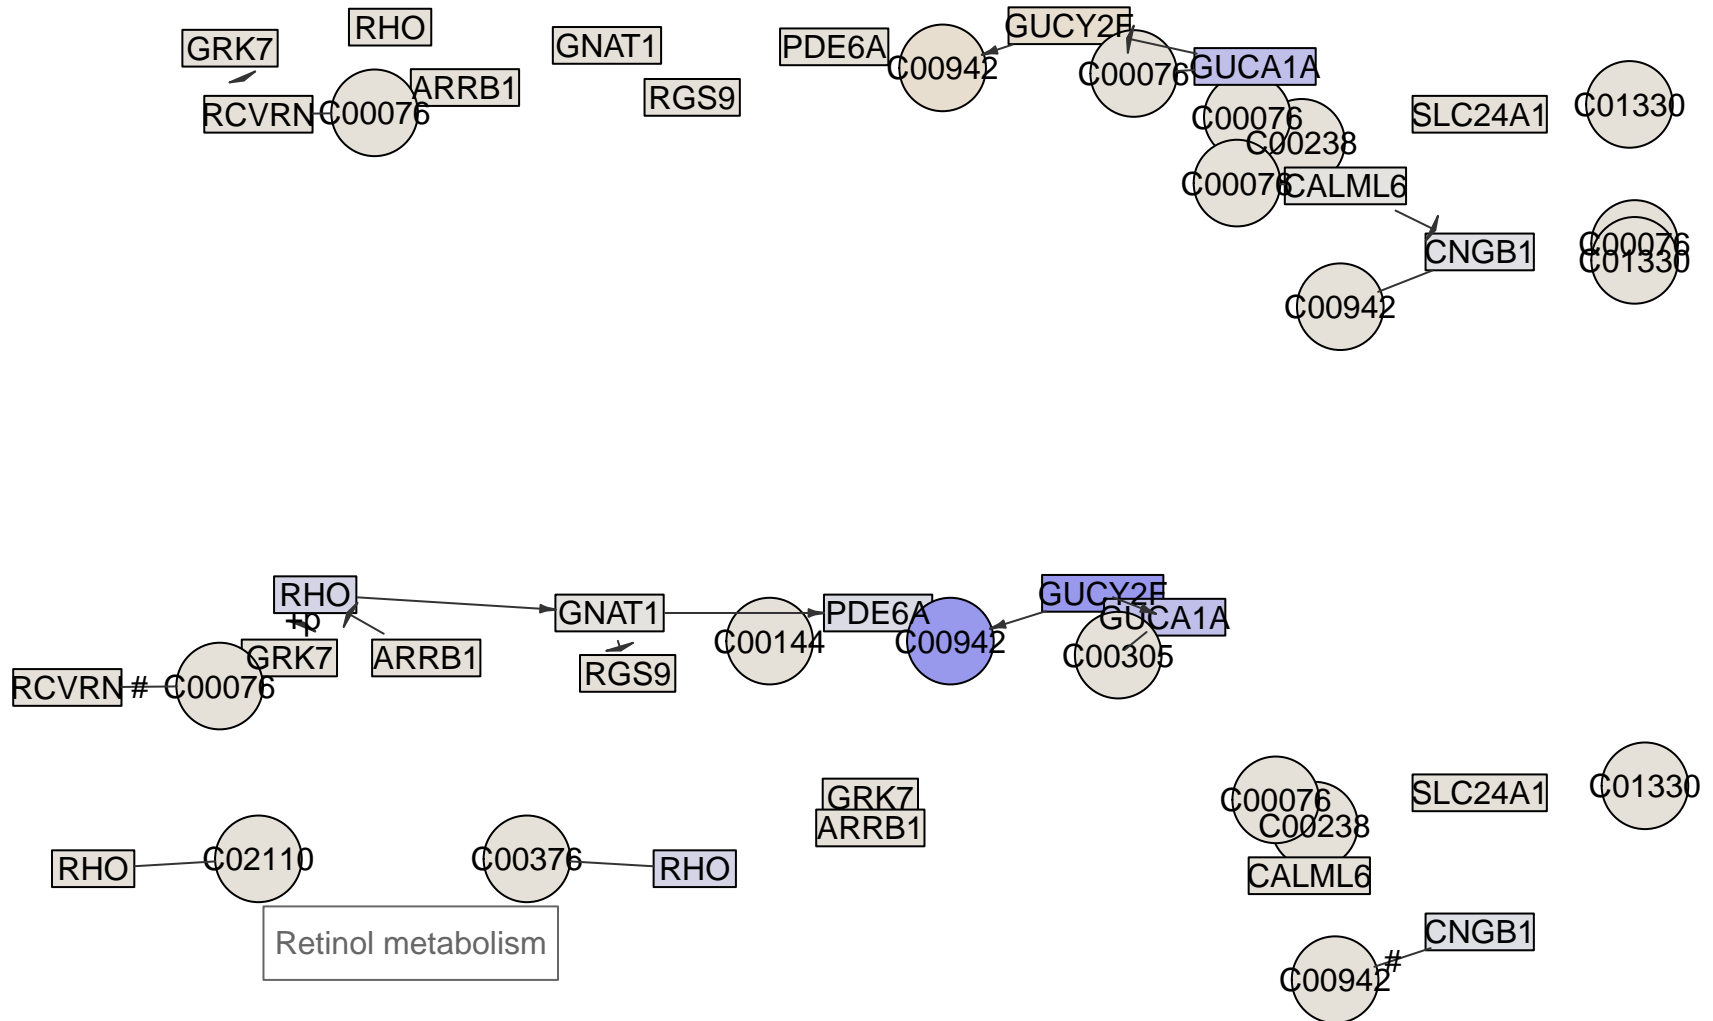 RHO
GRK7
GNAT1
PDE6A
GUCY2F
C00942
C00076
GUCA1A
ARRB1
RCVRN
C00076
RGS9
C00076
C00238
SLC24A1
C01330
C00076
CALML6
CNGB1
C00076
C01330
C00942
RHO
+p
GNAT1
PDE6A
GUCY2F
GUCA1A
GRK7
ARRB1
RGS9
C00144
C00942
C00305
RCVRN
#
C00076
GRK7
ARRB1
C00076
C00238
SLC24A1
C01330
RHO
C02110
C00376
RHO
CALML6
Retinol metabolism
CNGB1
#
C00942